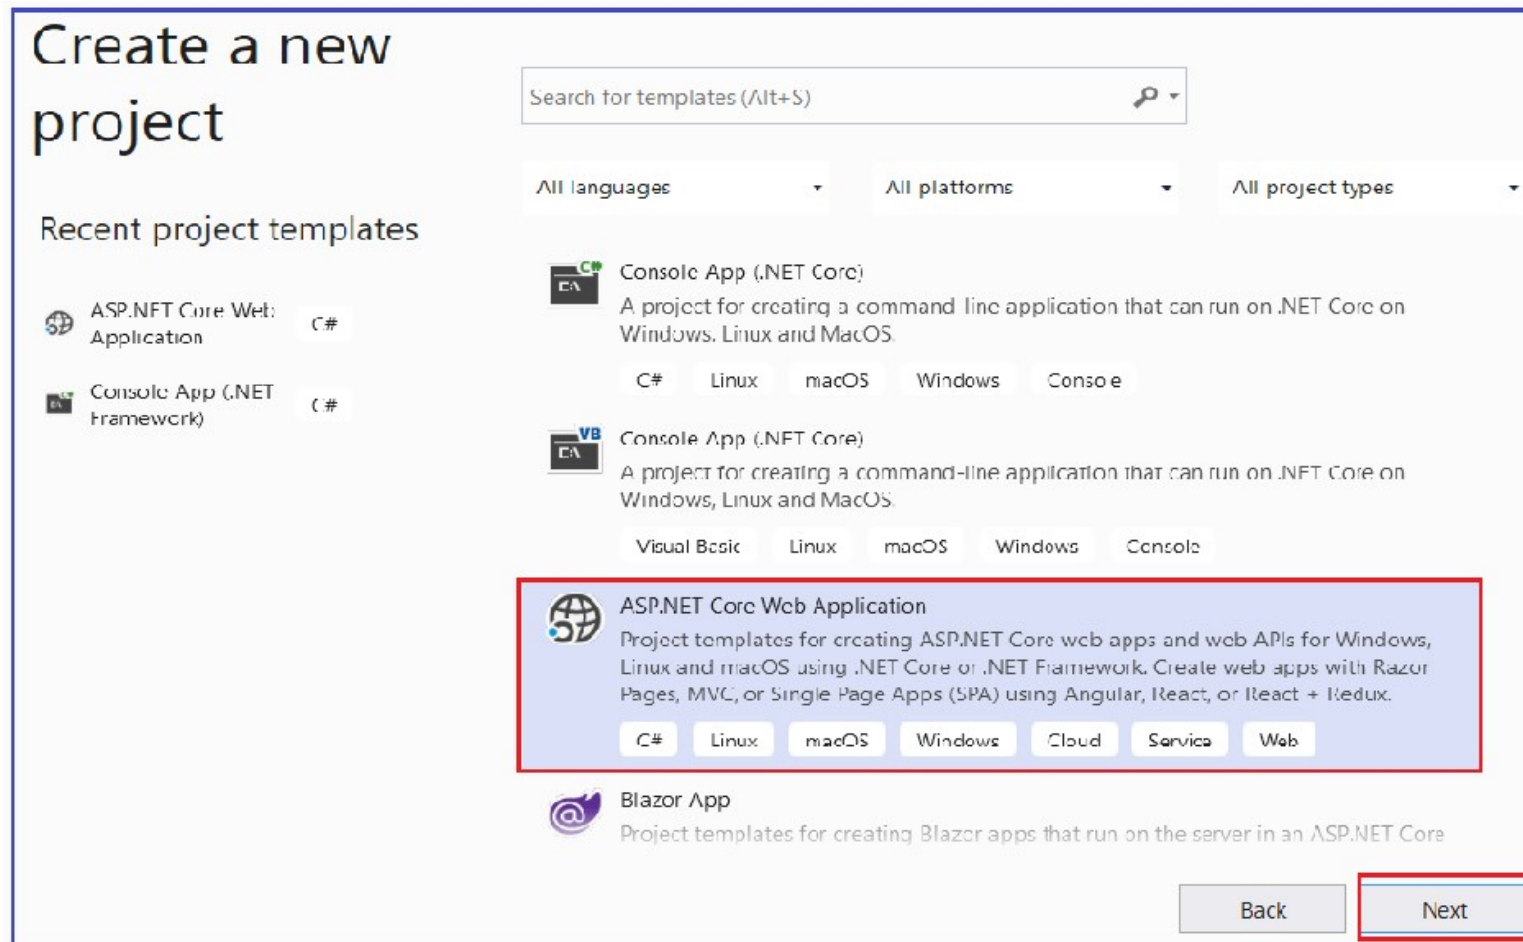 Create a new
project
Search for templates (Alt+S)
All languages
All platforms
All project types
Recent project templates
ASP.NET Core Web
Application
C#
Console App (.NET
Framework)
C#
C#
Console App (.NET Core)
A project for creating a command-line application that can run on .NET Core on
Windows, Linux and MacOS.
C# Linux macOS Windows Console
VB
Console App (.NET Core)
A project for creating a command-line application that can run on .NET Core on
Windows, Linux and MacOS.
Visual Basic Linux macOS Windows Console
ASP.NET Core Web Application
Project templates for creating ASP.NET Core web apps and web APIs for Windows,
Linux and macOS using .NET Core or .NET Framework. Create web apps with Razor
Pages, MVC, or Single Page Apps (SPA) using Angular, React, or React + Redux.
C# Linux macOS Windows Cloud Service Web
Blazor App
Project templates for creating Blazor apps that run on the server in an ASP.NET Core
Back
Next